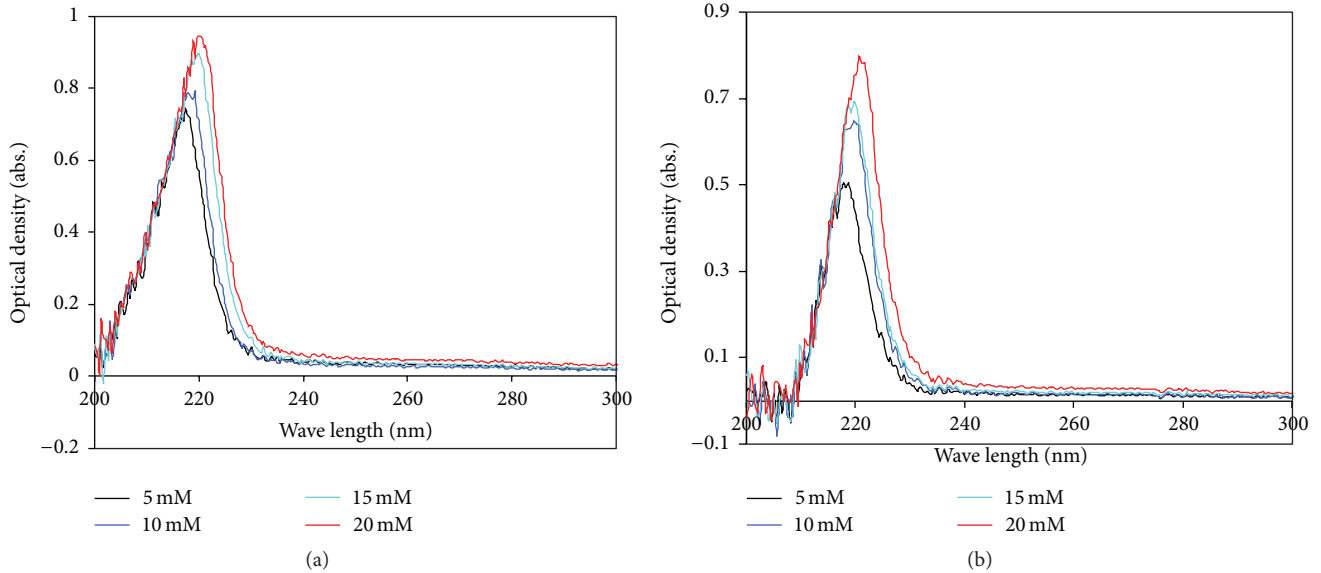 1
0.8
0.6
0.4
0.2
0
−0.2
Optical density (abs.)
200 220 240 260 280 300
Wave length (nm)
5 mM
10 mM
15 mM
20 mM
(a)
0.9
0.7
0.5
0.3
0.1
−0.1
Optical density (abs.)
200 220 240 260 280 300
Wave length (nm)
5 mM
10 mM
15 mM
20 mM
(b)